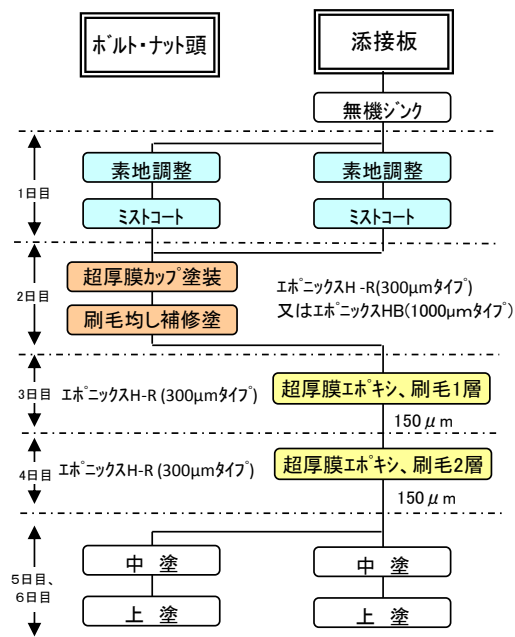 ﾎﾞﾙﾄ・ﾅｯﾄ頭
添接板
無機ｼﾞﾝｸ
1日目
素地調整
素地調整
ﾐｽﾄｺｰﾄ
ﾐｽﾄｺｰﾄ
2日目
超厚膜ｶｯﾌﾟ塗装
刷毛均し補修塗
ｴﾎﾟﾆｯｸｽH -R(300μmﾀｲﾌﾟ)
又はｴﾎﾟﾆｯｸｽHB(1000μmﾀｲﾌﾟ)
3日目
ｴﾎﾟﾆｯｸｽH-R (300μmﾀｲﾌﾟ)
超厚膜ｴﾎﾟｷｼ、刷毛1層
150μm
4日目
ｴﾎﾟﾆｯｸｽH-R (300μmﾀｲﾌﾟ)
超厚膜ｴﾎﾟｷｼ、刷毛2層
150μm
5日目、
6日目
中 塗
中 塗
上 塗
上 塗